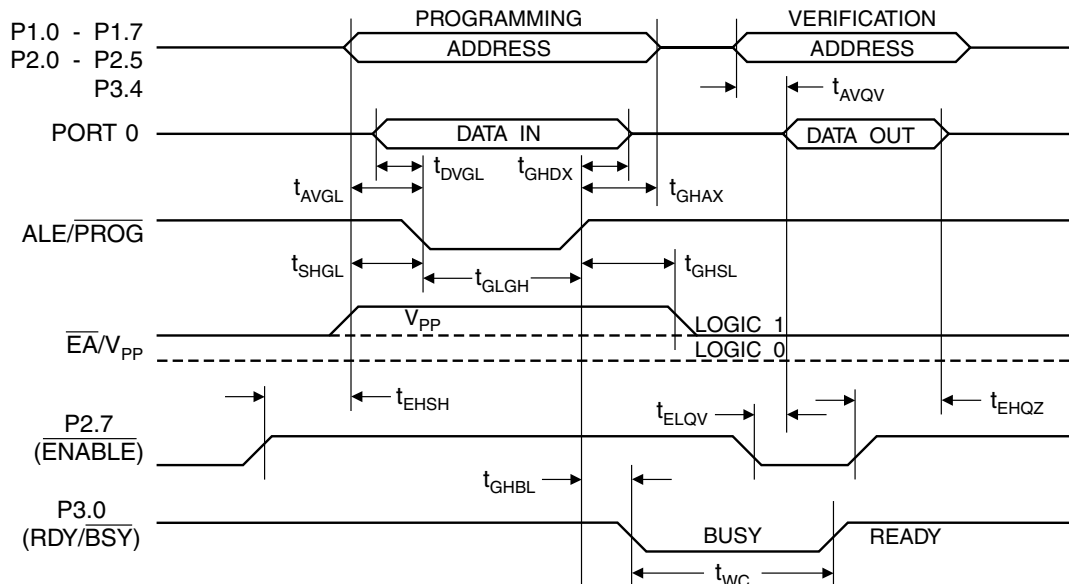 PROGRAMMING VERIFICATION
P1.0 - P1.7
P2.0 - P2.5
P3.4
ADDRESS ADDRESS
tAVQV
PORT 0 DATA IN DATA OUT
tDVGL tGHDX
tAVGL tGHAX
ALE/PROG
tSHGL tGLGH tGHSL
EA/VPP VPP LOGIC 1
LOGIC 0
tEHSH tELQV tEHQZ
P2.7
(ENABLE)
tGHBL
P3.0
(RDY/BSY) BUSY READY
tWC